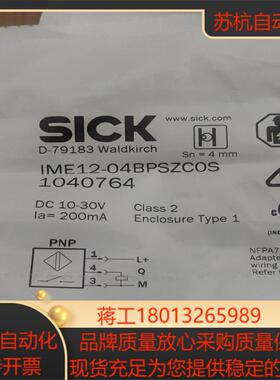 苏杭自动化
SICK
D-79183 Waldkirch
www.sick.com
Sn = 4 mm
IME12-04BPSZC0S
1040764
DC 10-30V
Ia= 200mA
Class 2
Enclosure Type 1
PNP
1
L+
4
Q
3
M
NFPA7
Adapte
wiring
Refer
(IND
蒋工18013265989
自动化
品牌质量放心采购质量保
开票
现货充足为您提供稳定的